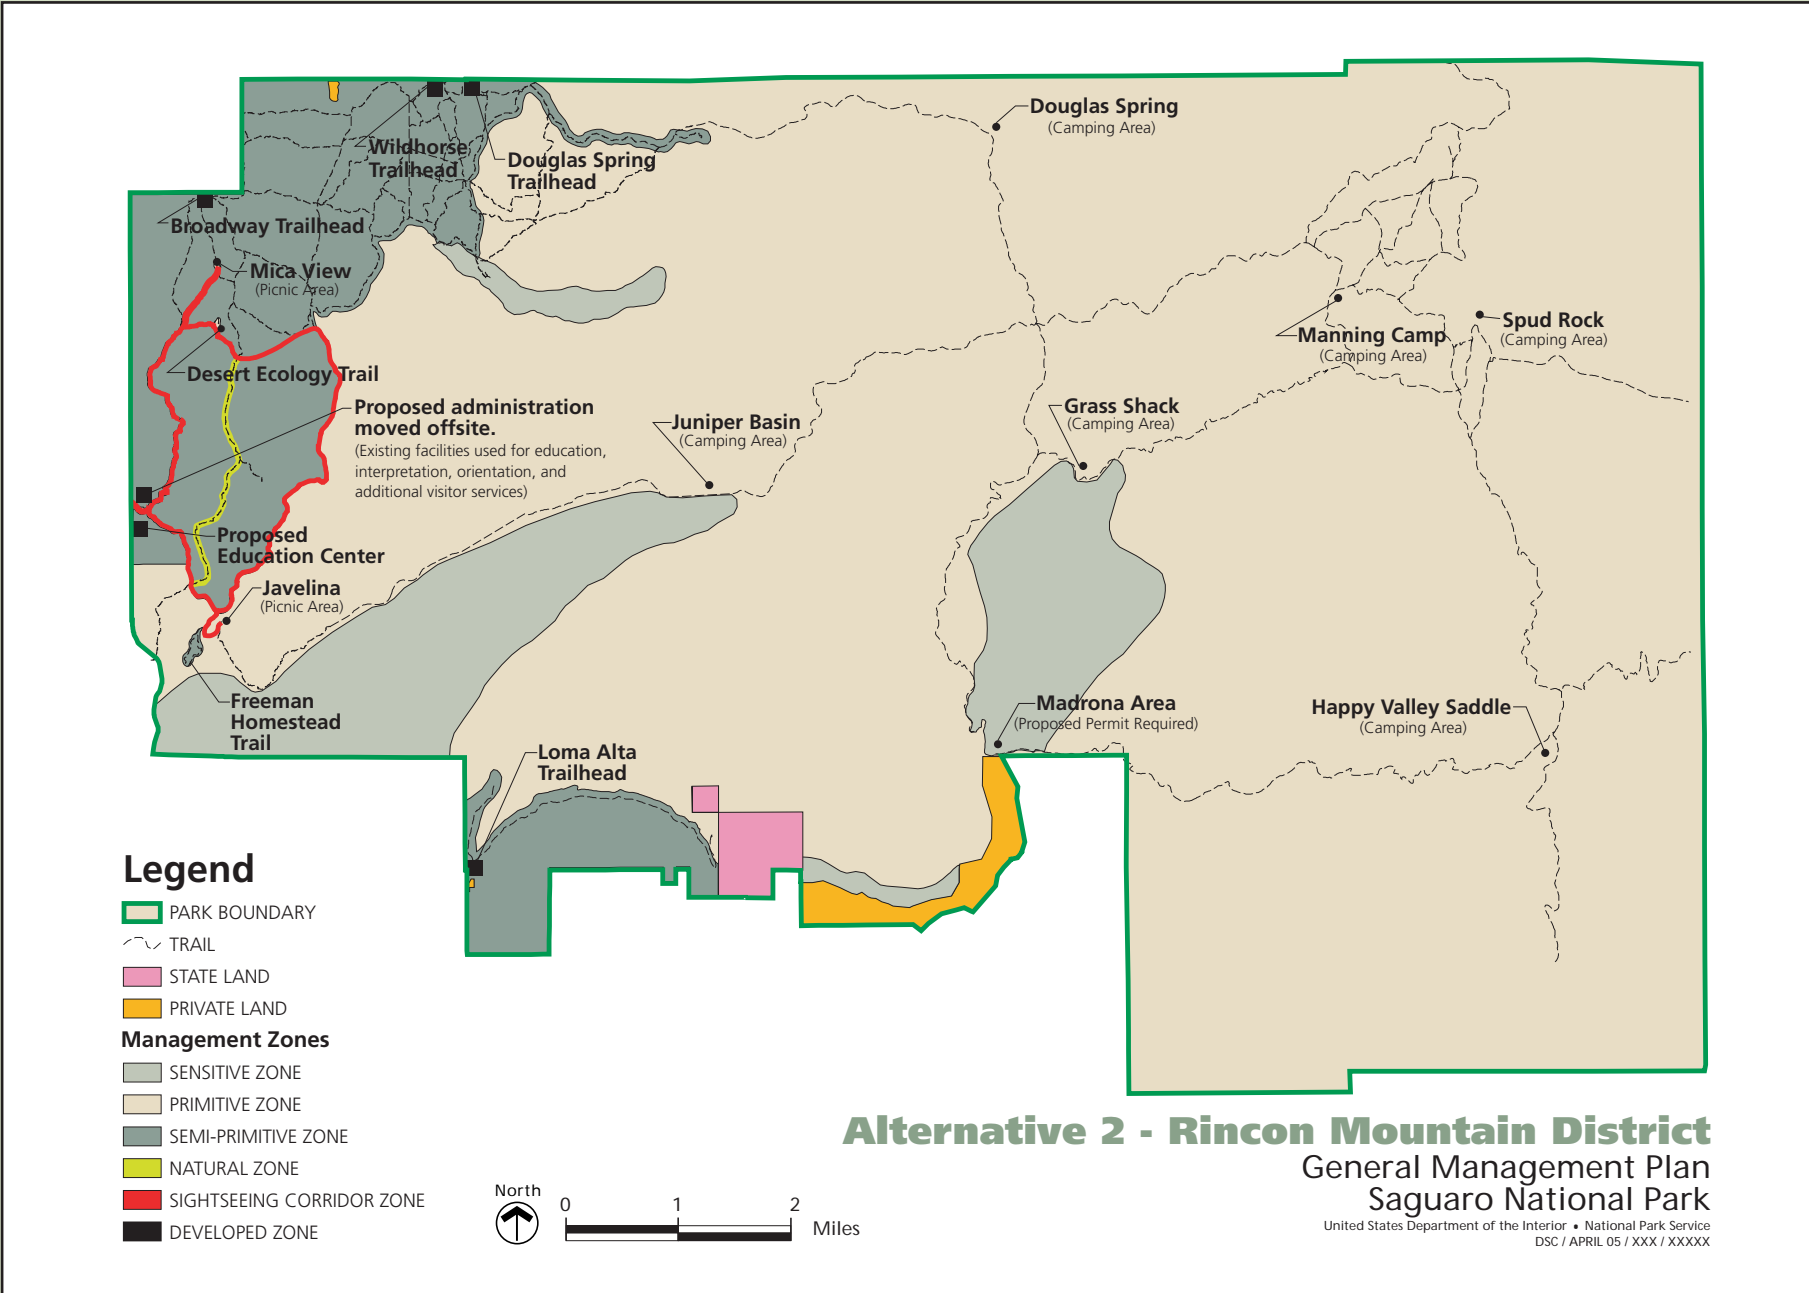 Douglas Spring
(Camping Area)
Wildhorse
Trailhead
Douglas Spring
Trailhead
Broadway Trailhead
Mica View
(Picnic Area)
Manning Camp
(Camping Area)
Spud Rock
(Camping Area)
Desert Ecology Trail
Proposed administration
moved offsite.
(Existing facilities used for education,
interpretation, orientation, and
additional visitor services)
Juniper Basin
(Camping Area)
Grass Shack
(Camping Area)
Proposed
Education Center
Javelina
(Picnic Area)
Freeman
Homestead
Trail
Madrona Area
(Proposed Permit Required)
Happy Valley Saddle
(Camping Area)
Loma Alta
Trailhead
Legend
PARK BOUNDARY
TRAIL
STATE LAND
PRIVATE LAND
Management Zones
SENSITIVE ZONE
PRIMITIVE ZONE
SEMI-PRIMITIVE ZONE
NATURAL ZONE
SIGHTSEEING CORRIDOR ZONE
DEVELOPED ZONE
North
0 1 2
Miles
Alternative 2 - Rincon Mountain District
General Management Plan
Saguaro National Park
United States Department of the Interior • National Park Service
DSC / APRIL 05 / XXX / XXXXX